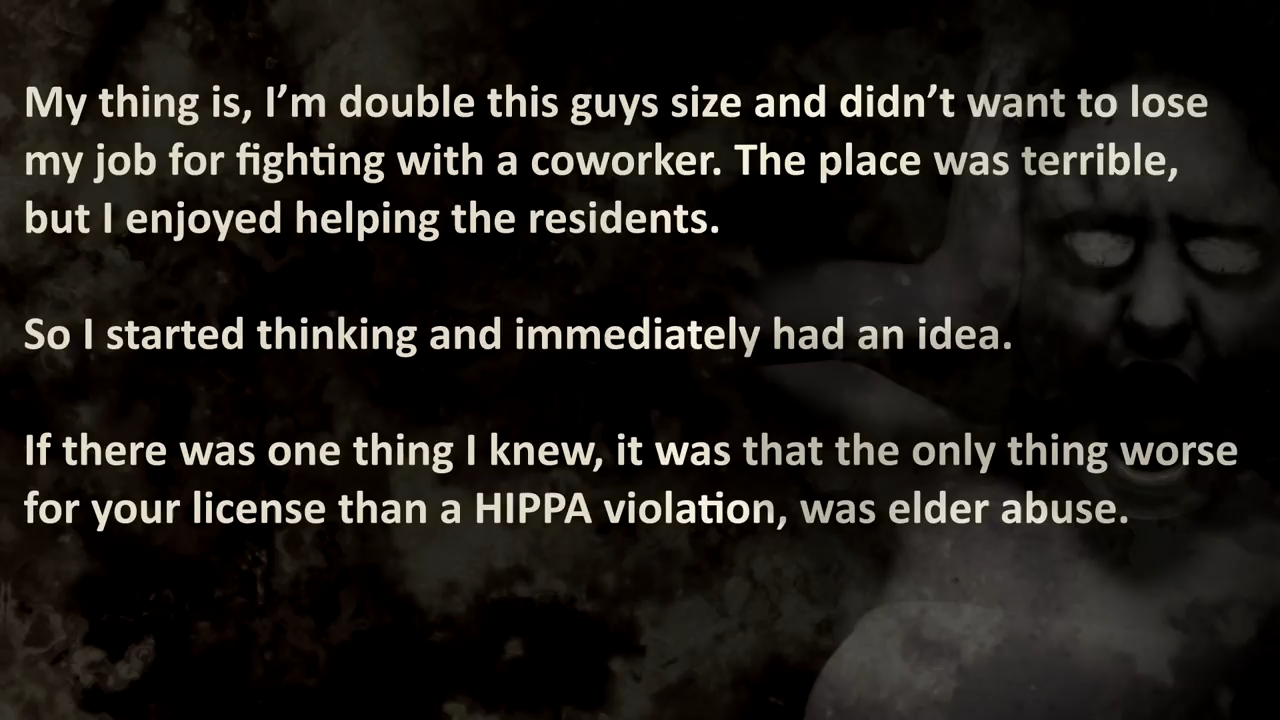 My thing is, I’m double this guys size and didn’t want to lose
my job for fighting with a coworker. The place was terrible,
but I enjoyed helping the residents.
So I started thinking and immediately had an idea.
If there was one thing I knew, it was that the only thing worse
for your license than a HIPPA violation, was elder abuse.